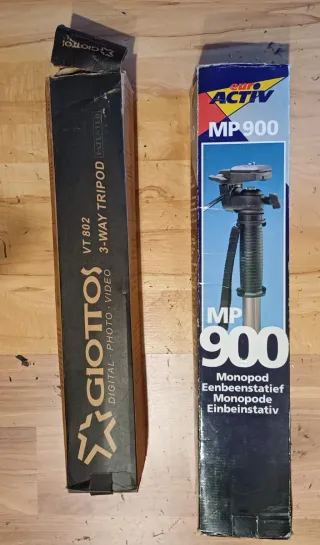 GIOTTOS
GIOTTOS
DIGITAL · PHOTO · VIDEO
VT 802
3-WAY TRIPOD
PATENTED
euro
ACTIV
MP 900
MP
900
Monopod
Eenbeenstatief
Monopode
Einbeinstativ